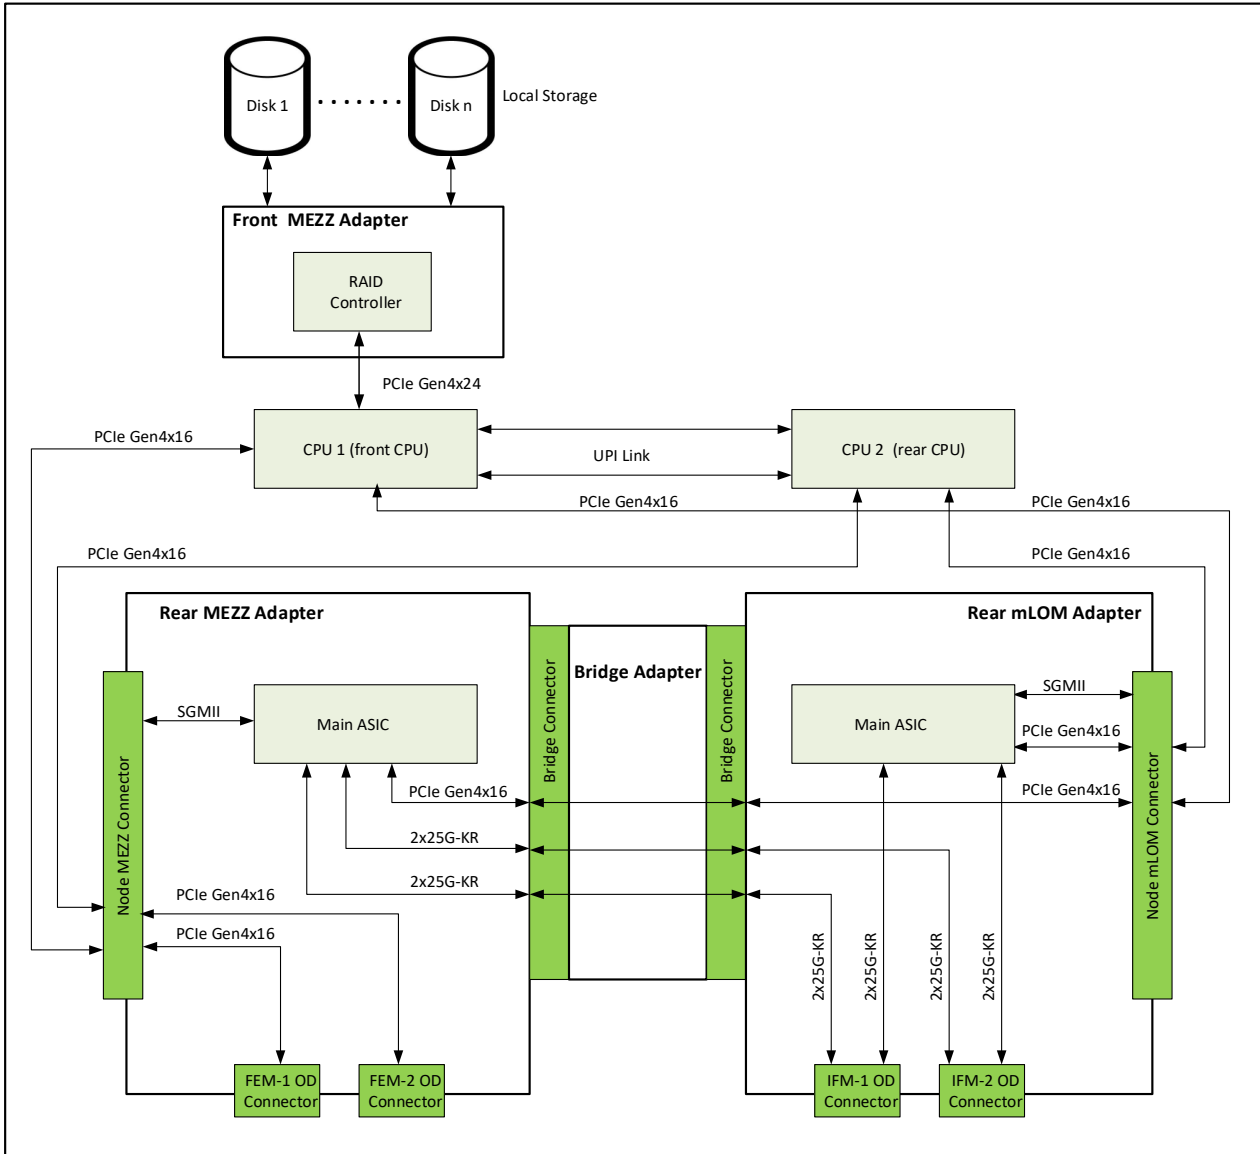 Disk 1
Disk n
Local Storage
Front MEZZ Adapter
RAID
Controller
PCIe Gen4x24
PCIe Gen4x16
CPU 1 (front CPU)
UPI Link
CPU 2 (rear CPU)
PCIe Gen4x16
PCIe Gen4x16
PCIe Gen4x16
PCIe Gen4x16
Rear MEZZ Adapter
Rear mLOM Adapter
Bridge Adapter
Bridge Connector
Bridge Connector
Node MEZZ Connector
SGMII
Main ASIC
Main ASIC
SGMII
PCIe Gen4x16
Node mLOM Connector
PCIe Gen4x16
PCIe Gen4x16
2x25G-KR
2x25G-KR
PCIe Gen4x16
PCIe Gen4x16
2x25G-KR
2x25G-KR
2x25G-KR
2x25G-KR
FEM-1 OD
Connector
FEM-2 OD
Connector
IFM-1 OD
Connector
IFM-2 OD
Connector